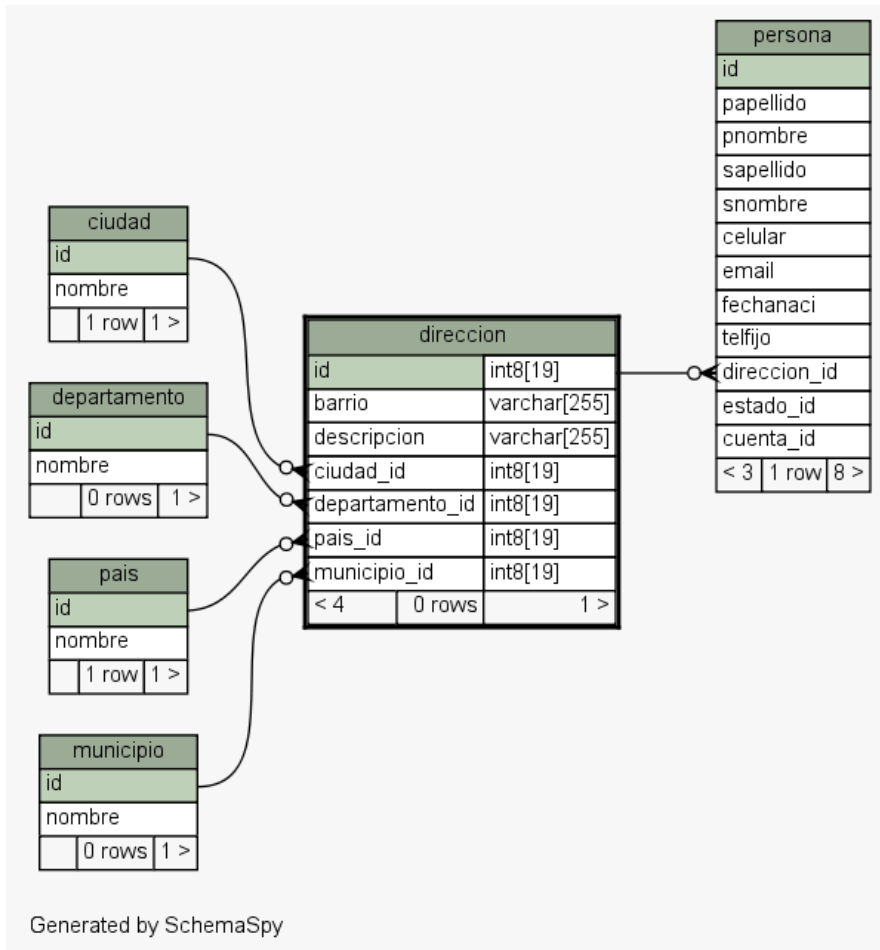 persona
id
papellido
pnombre
sapellido
snombre
celular
email
fechanaci
telfijo
direccion_id
estado_id
cuenta_id
< 3 1 row 8 >
ciudad
id
nombre
1 row 1 >
departamento
id
nombre
0 rows 1 >
pais
id
nombre
1 row 1 >
municipio
id
nombre
0 rows 1 >
direccion
id int8[19]
barrio varchar[255]
descripcion varchar[255]
ciudad_id int8[19]
departamento_id int8[19]
pais_id int8[19]
municipio_id int8[19]
< 4 0 rows 1 >
Generated by SchemaSpy